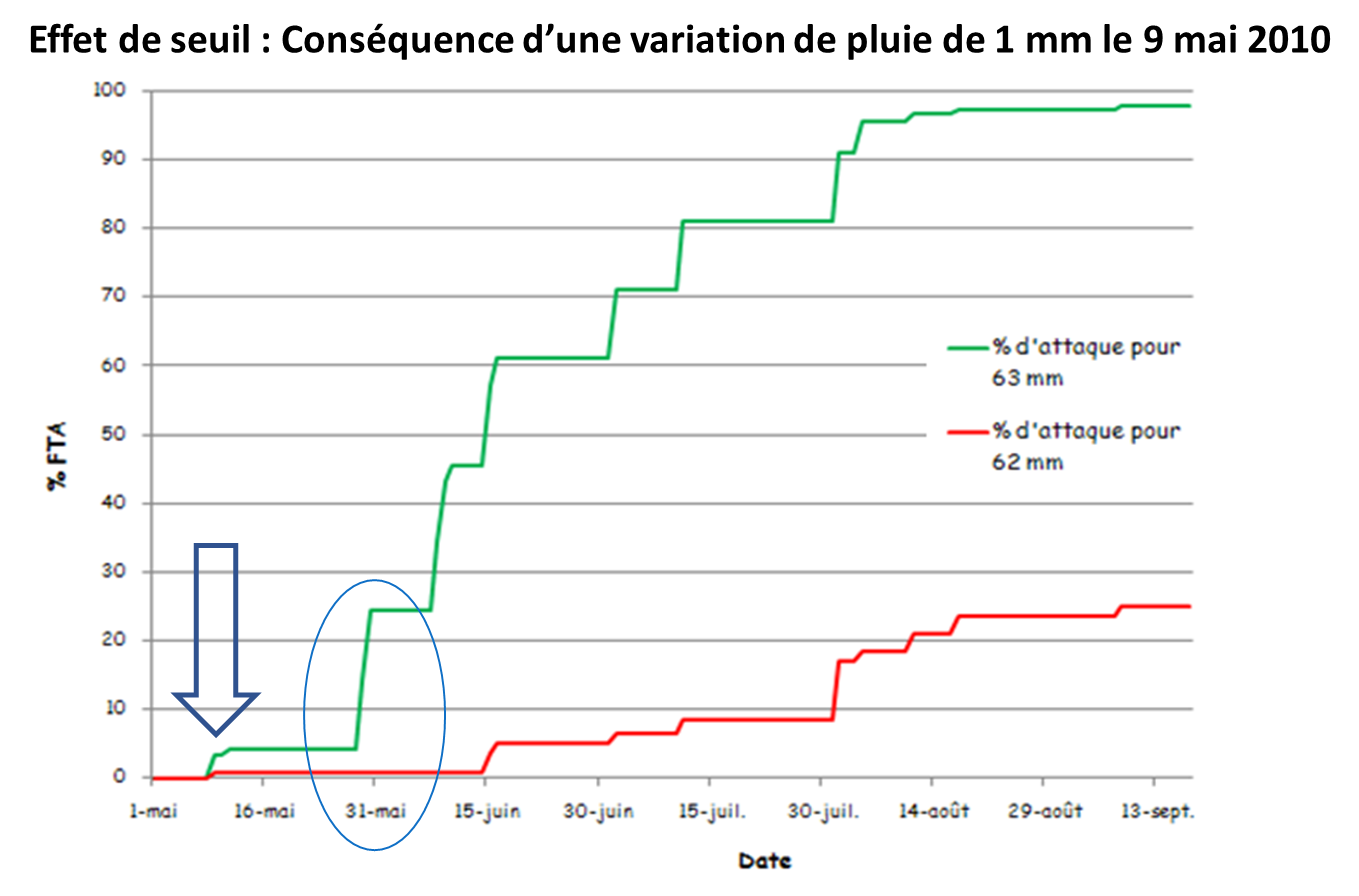 Effet de seuil : Conséquence d’une variation de pluie de 1 mm le 9 mai 2010
100
90
80
70
60
50
40
30
20
10
0
% FTA
% d'attaque pour
63 mm
% d'attaque pour
62 mm
1-mai 16-mai 31-mai 15-juin 30-juin 15-juil. 30-juil. 14-août 29-août 13-sept.
Date